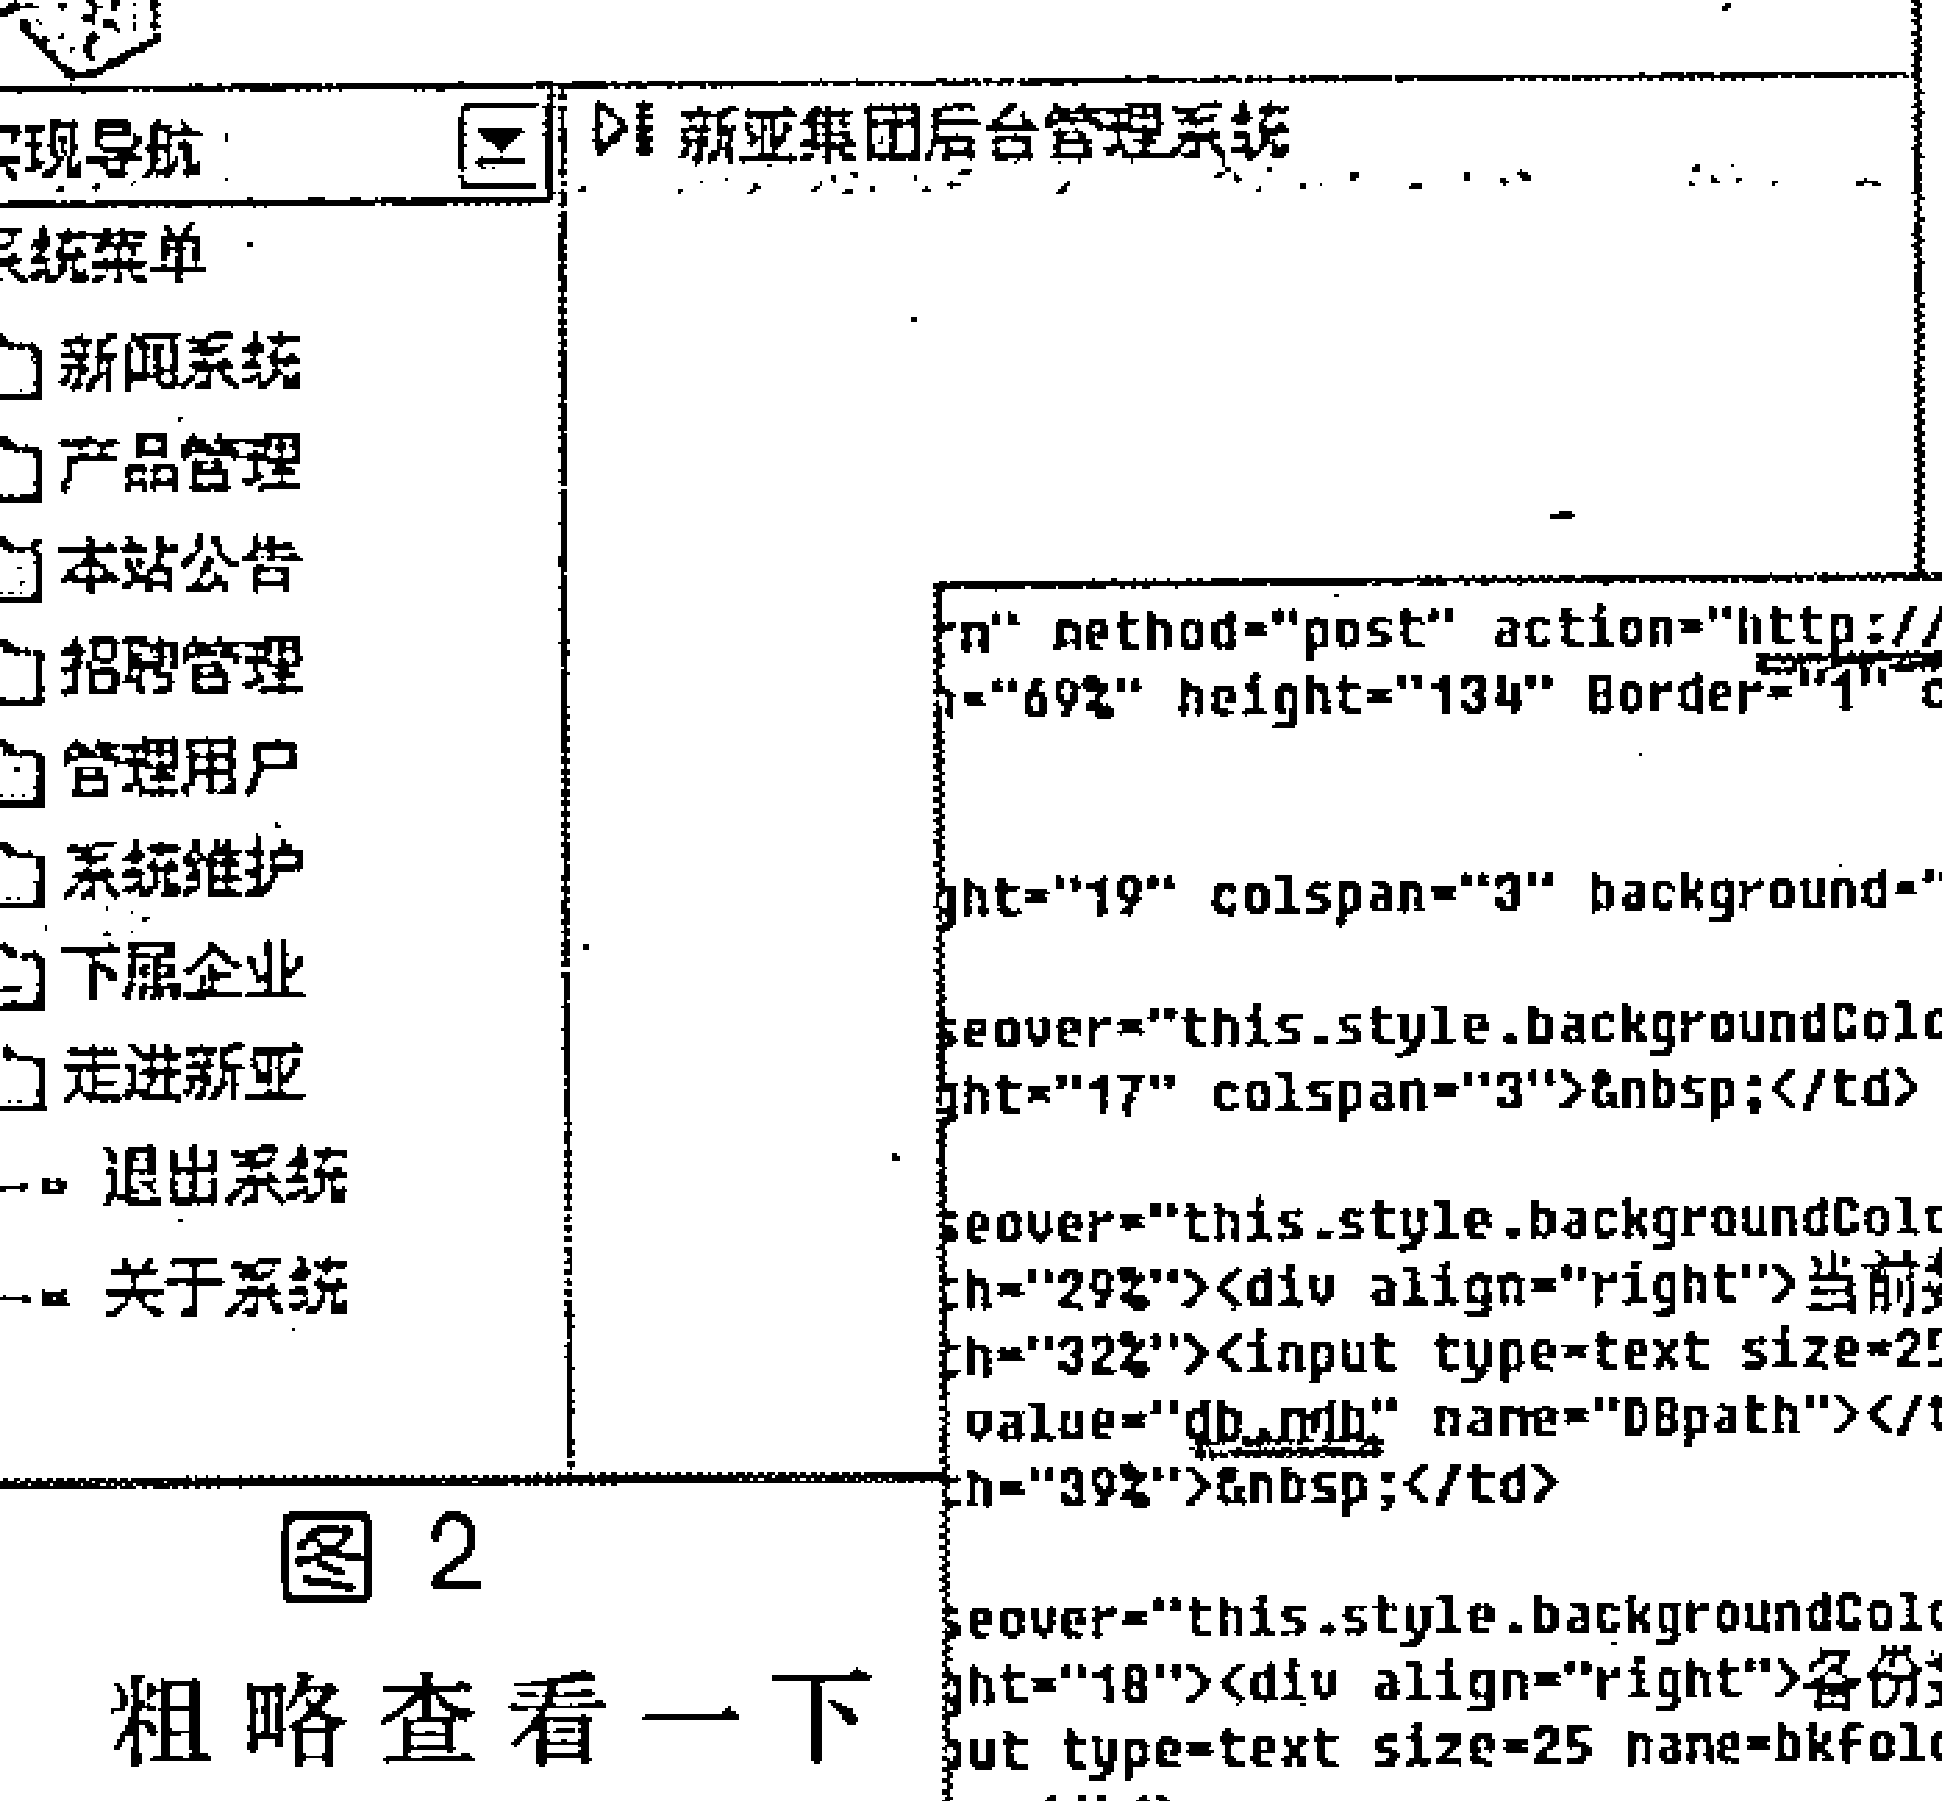 现导航
新亚集团后台管理系统
系统菜单
新闻系统
产品管理
本站公告
招聘管理
管理用户
系统维护
下属企业
走进新亚
退出系统
关于系统
图 2
粗略查看一下
" method="post" action="http://
="69%" height="134" Border="1"
ght="19" colspan="3" background="
seover="this.style.backgroundColo
ght="17" colspan="3">&nbsp;</td>
seover="this.style.backgroundColo
th="29%"><div align="right">当前
th="32%"><input type=text size=25
value="db.mdb" name="DBpath"></t
th="39%">&nbsp;</td>
seover="this.style.backgroundColo
ght="18"><div align="right">备份
put type=text size=25 name=bkfold